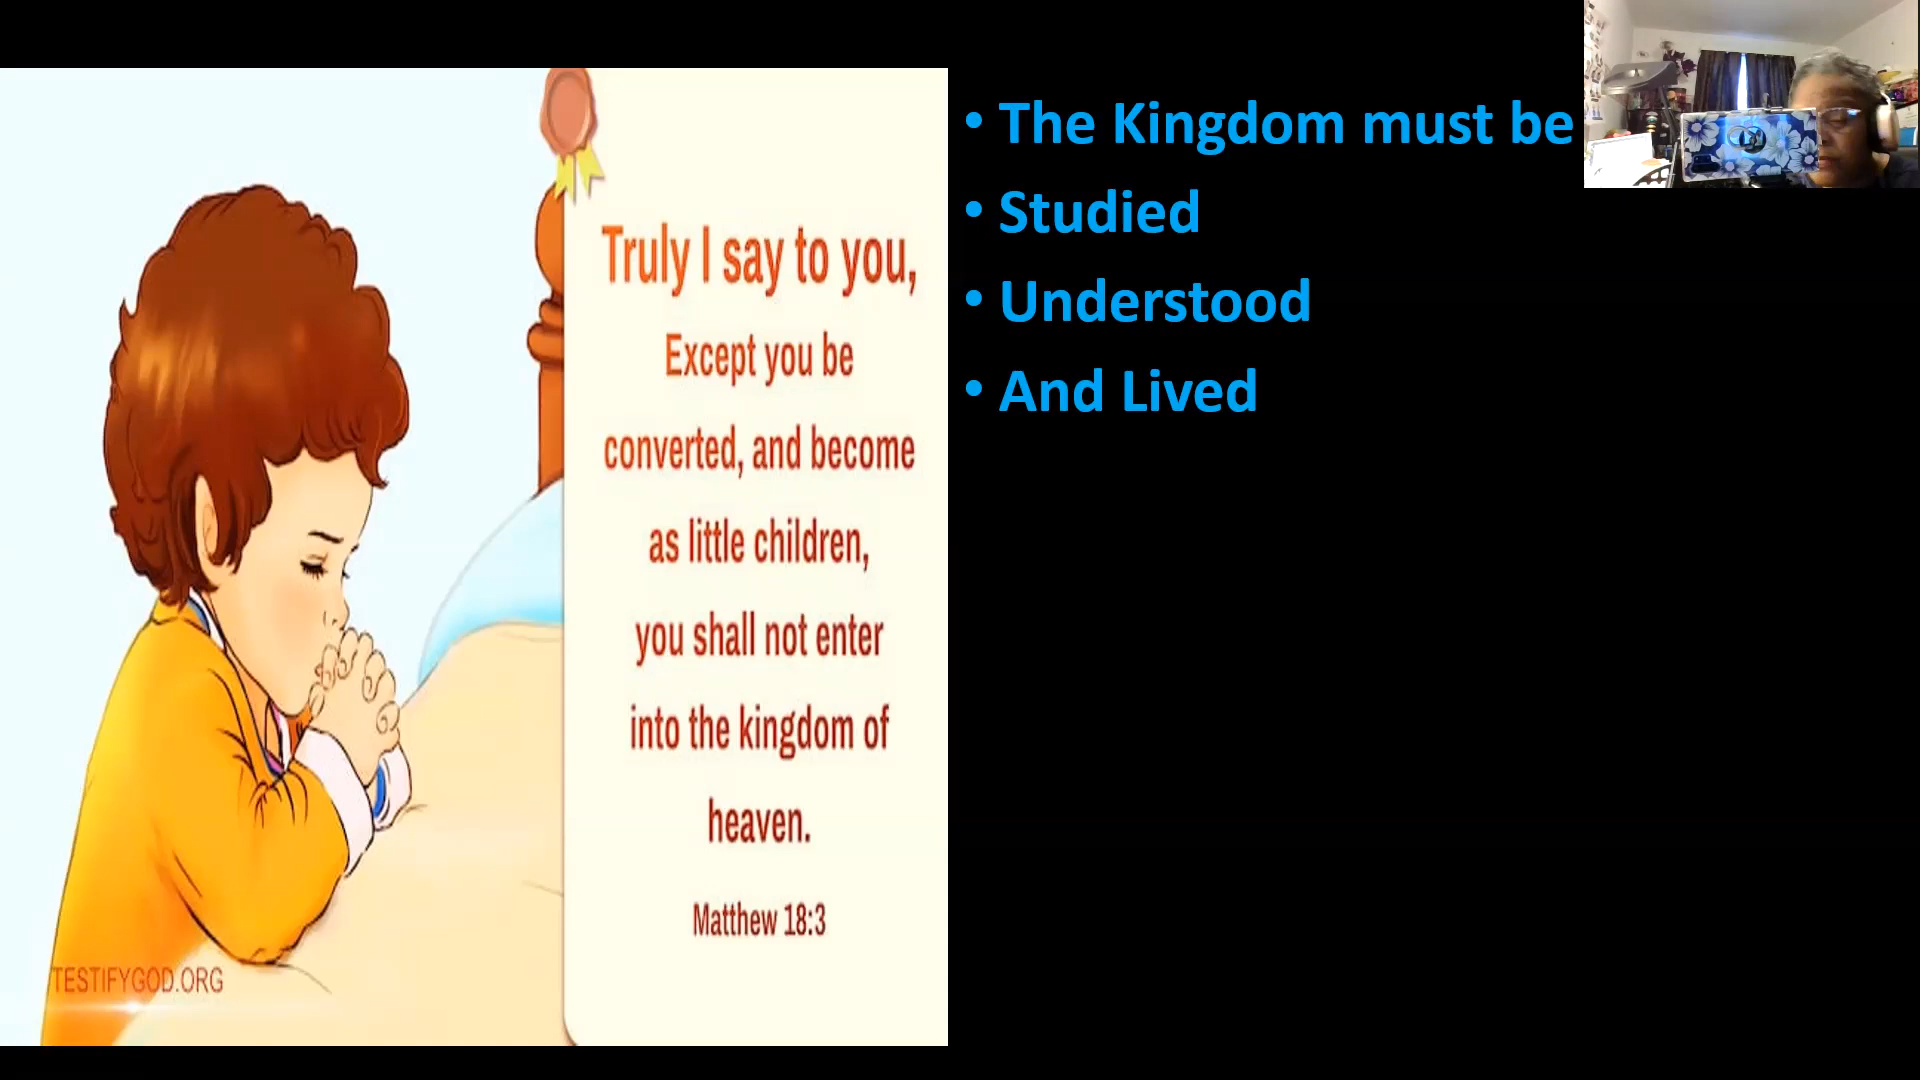 Truly I say to you,
Except you be
converted, and become
as little children,
you shall not enter
into the kingdom of
heaven.
Matthew 18:3
TESTIFYGOD.ORG
• The Kingdom must be
• Studied
• Understood
• And Lived